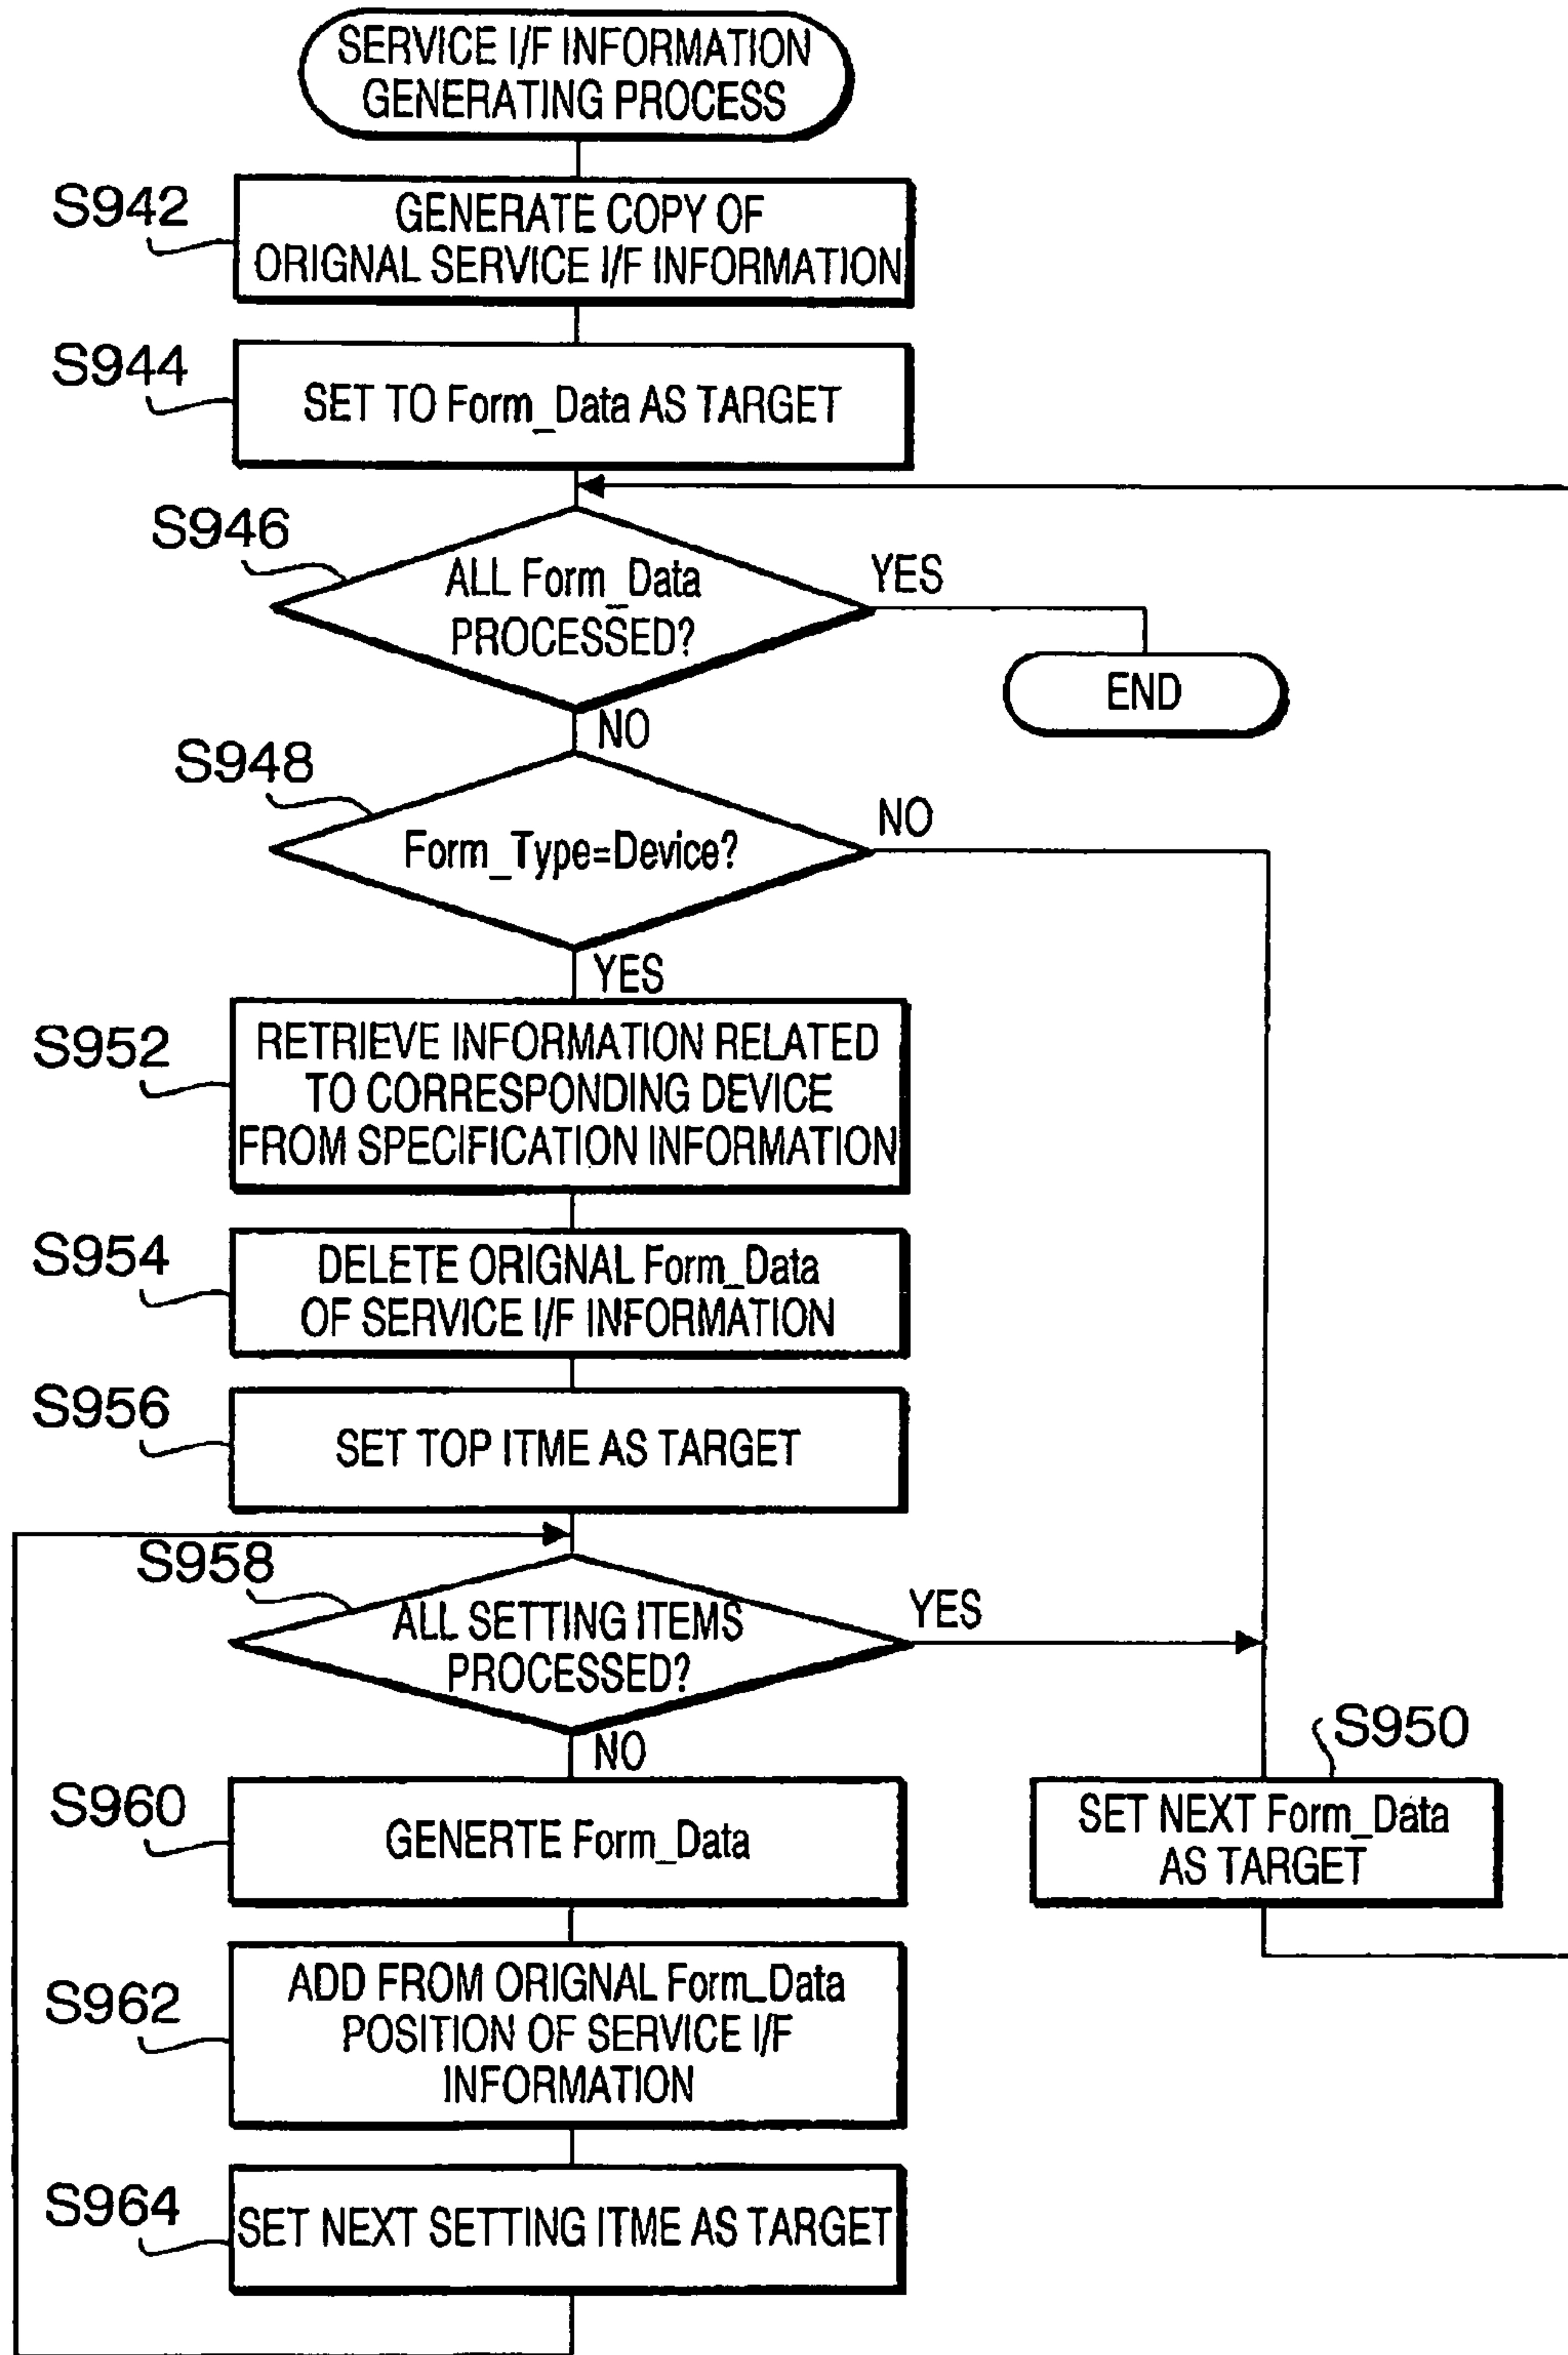 SERVICE I/F INFORMATION
GENERATING PROCESS
S942
GENERATE COPY OF
ORIGNAL SERVICE I/F INFORMATION
S944
SET TO Form_Data AS TARGET
S946
ALL Form_Data
PROCESSED?
YES
END
NO
S948
Form_Type=Device?
NO
YES
S952
RETRIEVE INFORMATION RELATED
TO CORRESPONDING DEVICE
FROM SPECIFICATION INFORMATION
S954
DELETE ORIGNAL Form_Data
OF SERVICE I/F INFORMATION
S956
SET TOP ITME AS TARGET
S958
ALL SETTING ITEMS
PROCESSED?
YES
NO
S950
SET NEXT Form_Data
AS TARGET
S960
GENERTE Form_Data
S962
ADD FROM ORIGNAL Form_Data
POSITION OF SERVICE I/F
INFORMATION
S964
SET NEXT SETTING ITME AS TARGET